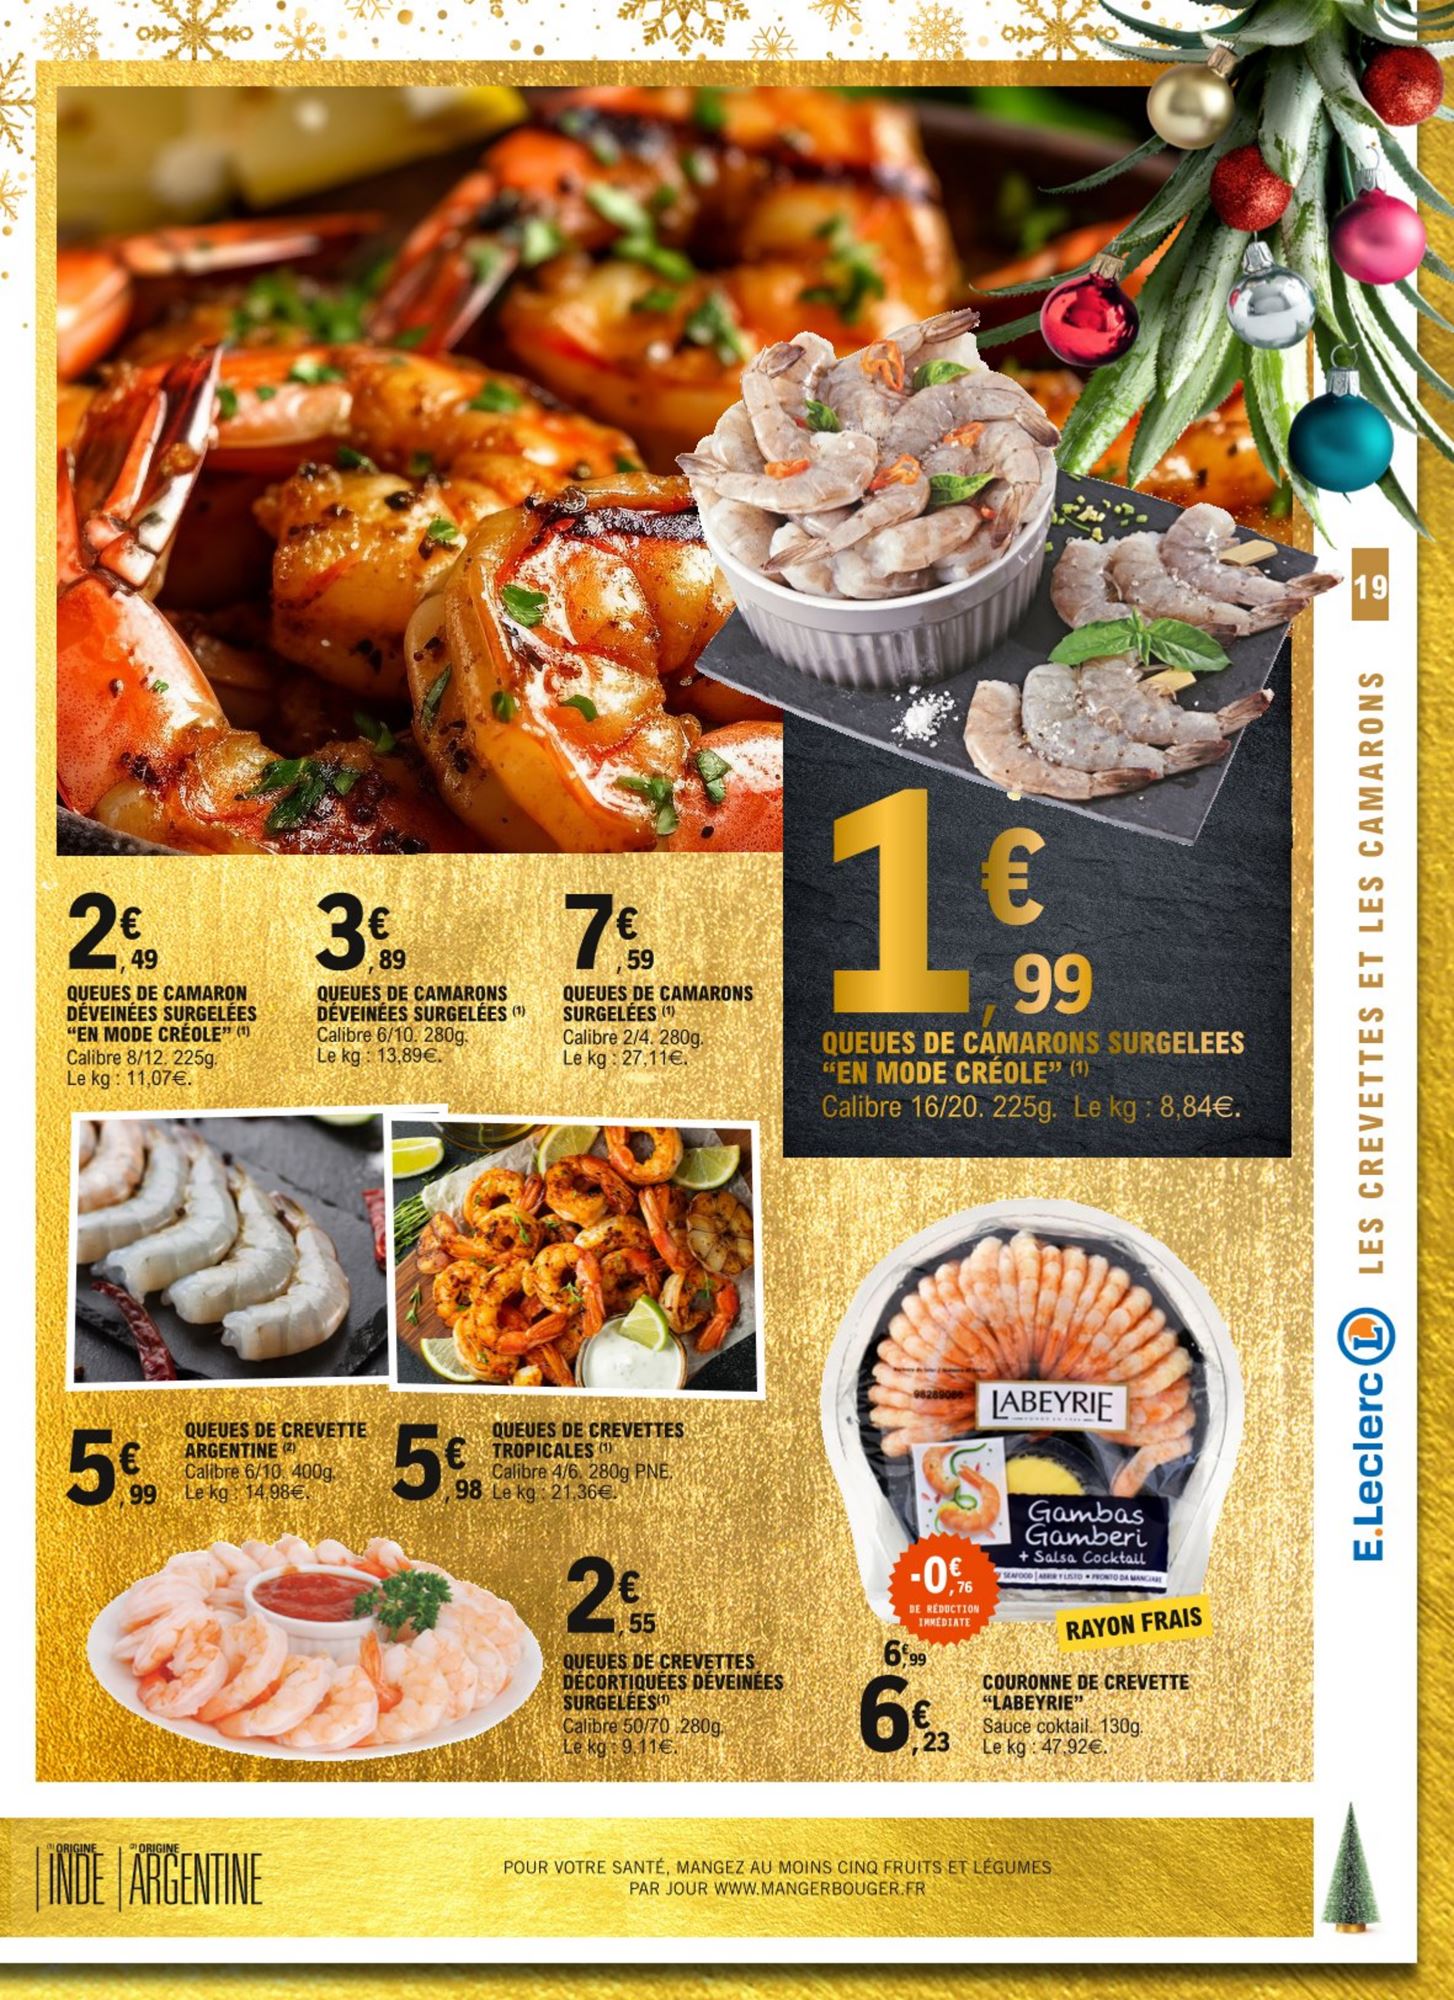 19
LES CREVETTES ET LES CAMARONS
E.Leclerc L
1€,99
QUEUES DE CAMARONS SURGELEES
“EN MODE CRÉOLE” (1)
Calibre 16/20. 225g. Le kg : 8,84€.
2€,49
QUEUES DE CAMARON
DÉVEINÉES SURGELÉES
“EN MODE CRÉOLE” (1)
Calibre 8/12. 225g.
Le kg : 11,07€.
3€,89
QUEUES DE CAMARONS
DÉVEINÉES SURGELÉES (1)
Calibre 6/10. 280g.
Le kg : 13,89€.
7€,59
QUEUES DE CAMARONS
SURGELÉES (1)
Calibre 2/4. 280g.
Le kg : 27,11€.
5€,99
QUEUES DE CREVETTE
ARGENTINE (2)
Calibre 6/10. 400g.
Le kg : 14,98€.
5€,98
QUEUES DE CREVETTES
TROPICALES (1)
Calibre 4/6. 280g PNE.
Le kg : 21,36€.
2€,55
QUEUES DE CREVETTES
DÉCORTIQUÉES DÉVEINÉES
SURGELÉES(1)
Calibre 50/70 .280g.
Le kg : 9,11€.
LABEYRIE
Gambas
Gamberi
+ Salsa Cocktail
-0€,76
DE RÉDUCTION
IMMÉDIATE
RAYON FRAIS
6€,99
6€,23
COURONNE DE CREVETTE
“LABEYRIE”
Sauce coktail. 130g.
Le kg : 47,92€.
(1) ORIGINE
INDE
(2) ORIGINE
ARGENTINE
POUR VOTRE SANTÉ, MANGEZ AU MOINS CINQ FRUITS ET LÉGUMES
PAR JOUR WWW.MANGERBOUGER.FR